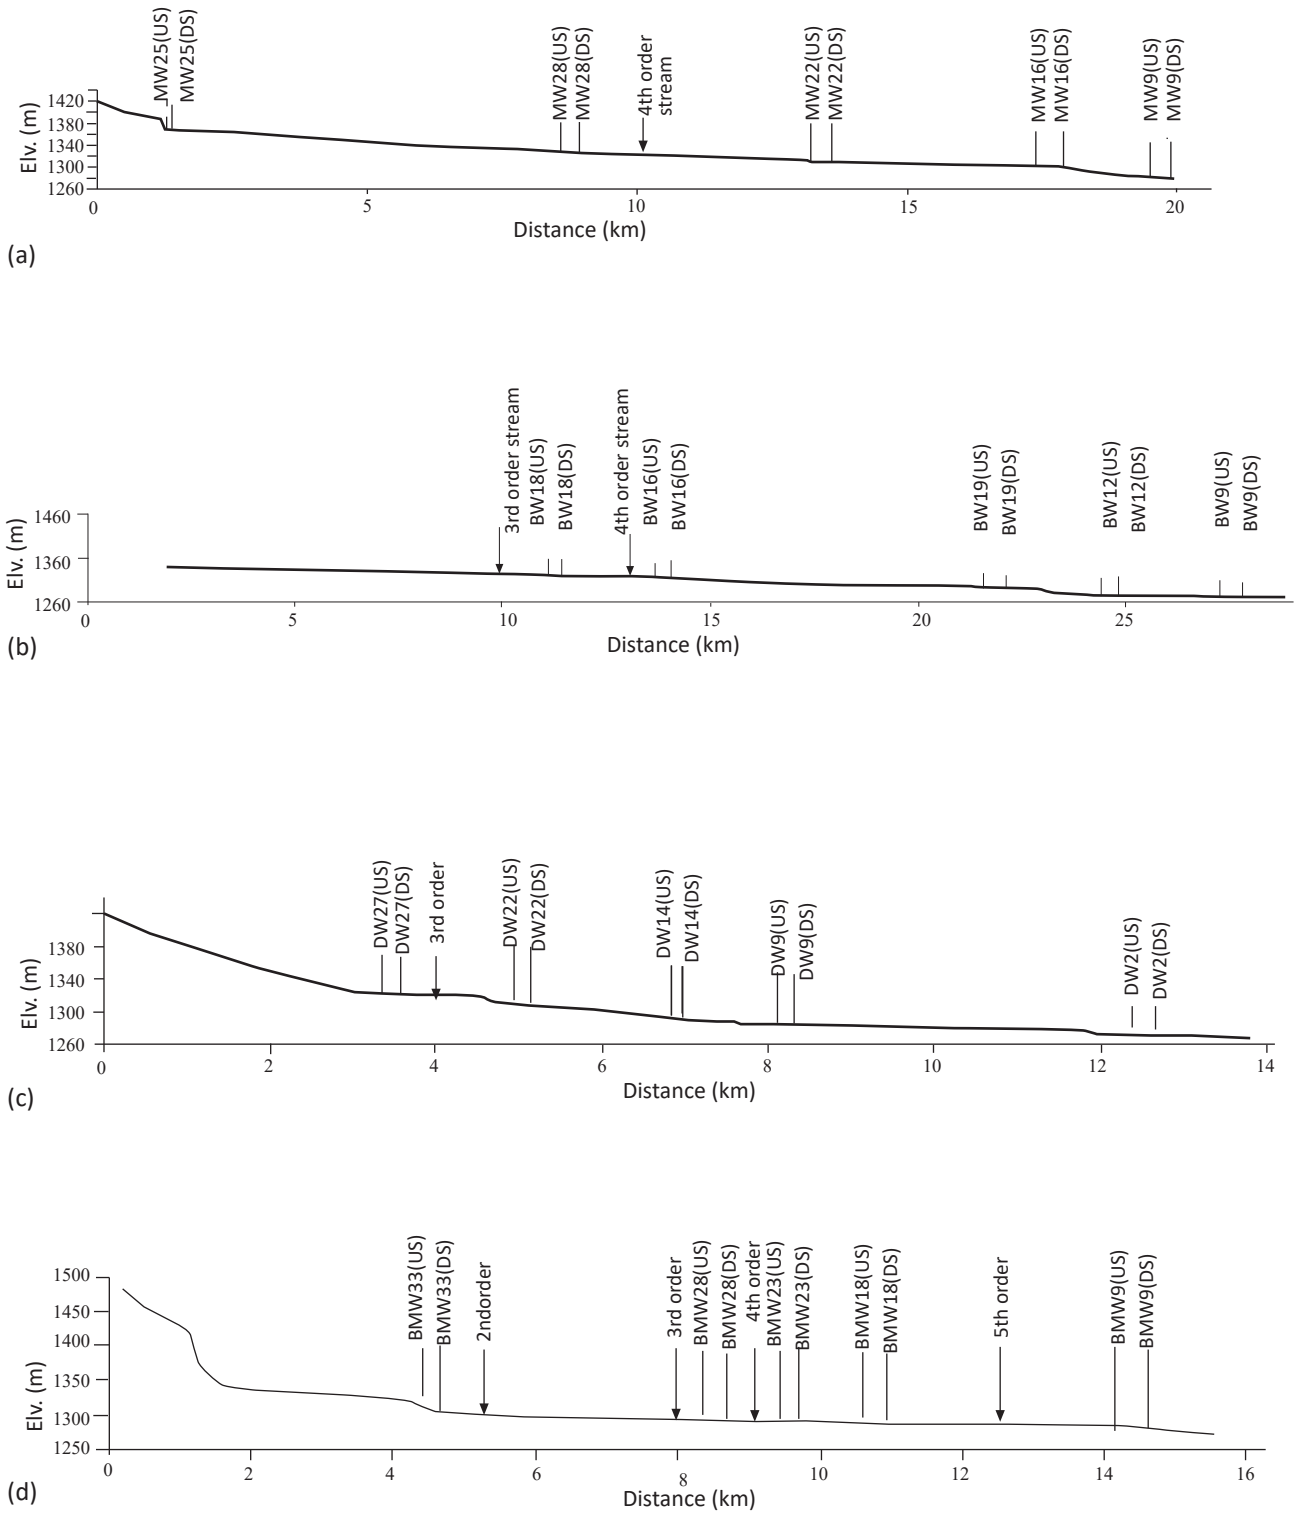 MW25(US)
MW25(DS)
MW28(US)
MW28(DS)
4th order
stream
MW22(US)
MW22(DS)
MW16(US)
MW16(DS)
MW9(US)
MW9(DS)
Elv. (m)
1420
1380
1340
1300
1260
0 5 10 15 20
Distance (km)
(a)
3rd order stream
BW18(US)
BW18(DS)
4th order stream
BW16(US)
BW16(DS)
BW19(US)
BW19(DS)
BW12(US)
BW12(DS)
BW9(US)
BW9(DS)
Elv. (m)
1460
1360
1260
0 5 10 15 20 25
Distance (km)
(b)
DW27(US)
DW27(DS)
3rd order
DW22(US)
DW22(DS)
DW14(US)
DW14(DS)
DW9(US)
DW9(DS)
DW2(US)
DW2(DS)
Elv. (m)
1380
1340
1300
1260
0 2 4 6 8 10 12 14
Distance (km)
(c)
BMW33(US)
BMW33(DS)
2ndorder
3rd order
BMW28(US)
BMW28(DS)
4th order
BMW23(US)
BMW23(DS)
BMW18(US)
BMW18(DS)
5th order
BMW9(US)
BMW9(DS)
Elv. (m)
1500
1450
1400
1350
1300
1250
0 2 4 6 8 10 12 14 16
Distance (km)
(d)